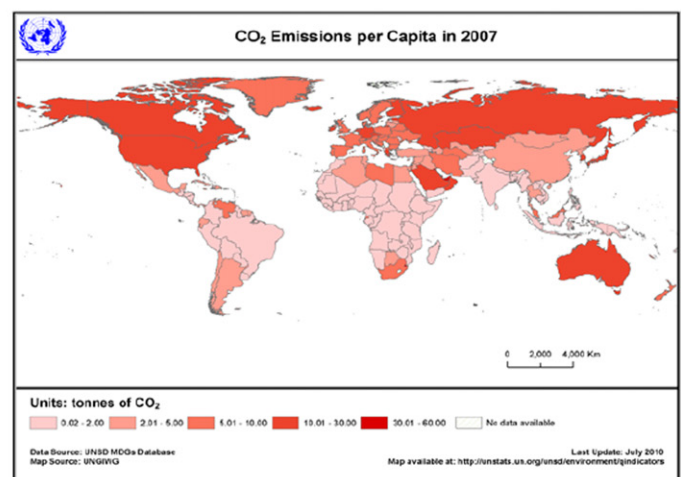 CO₂ Emissions per Capita in 2007
0 2,000 4,000 Km
Units: tonnes of CO₂
0.02 - 2.00 2.01 - 5.00 5.01 - 10.00 10.01 - 30.00 30.01 - 60.00 No data available
Data Source: UNSD MDGs Database Last Update: July 2010
Map Source: UNGIWG Map available at: http://unstats.un.org/unsd/environment/qindicators